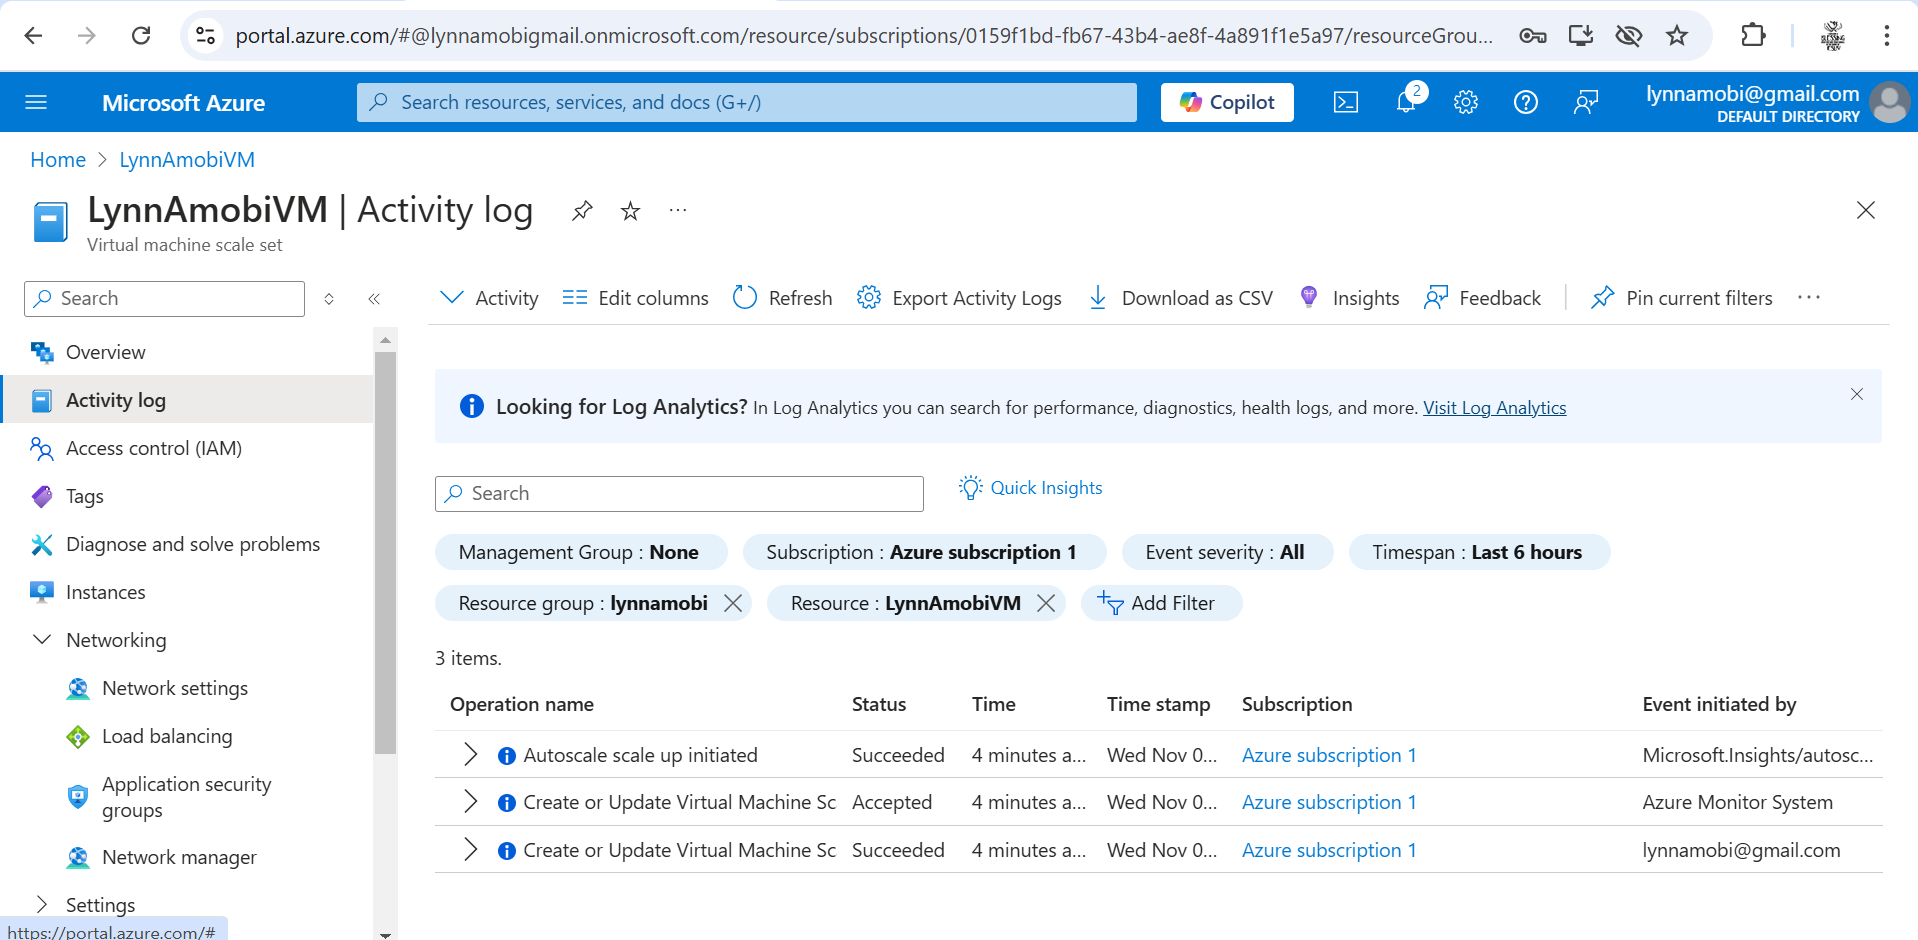 portal.azure.com/#@lynnamobigmail.onmicrosoft.com/resource/subscriptions/0159f1bd-fb67-43b4-ae8f-4a891f1e5a97/resourceGrou...
Microsoft Azure
Search resources, services, and docs (G+/)
Copilot
2
lynnamobi@gmail.com
DEFAULT DIRECTORY
Home > LynnAmobiVM
LynnAmobiVM | Activity log
Virtual machine scale set
Search
Overview
Activity log
Access control (IAM)
Tags
Diagnose and solve problems
Instances
Networking
Network settings
Load balancing
Application security
groups
Network manager
Settings
https://portal.azure.com/#
Activity Edit columns Refresh Export Activity Logs Download as CSV Insights Feedback Pin current filters
Looking for Log Analytics? In Log Analytics you can search for performance, diagnostics, health logs, and more. Visit Log Analytics
Search Quick Insights
Management Group : None Subscription : Azure subscription 1 Event severity : All Timespan : Last 6 hours
Resource group : lynnamobi Resource : LynnAmobiVM Add Filter
3 items.
Operation name Status Time Time stamp Subscription Event initiated by
Autoscale scale up initiated Succeeded 4 minutes a... Wed Nov 0... Azure subscription 1 Microsoft.Insights/autosc...
Create or Update Virtual Machine Sc Accepted 4 minutes a... Wed Nov 0... Azure subscription 1 Azure Monitor System
Create or Update Virtual Machine Sc Succeeded 4 minutes a... Wed Nov 0... Azure subscription 1 lynnamobi@gmail.com